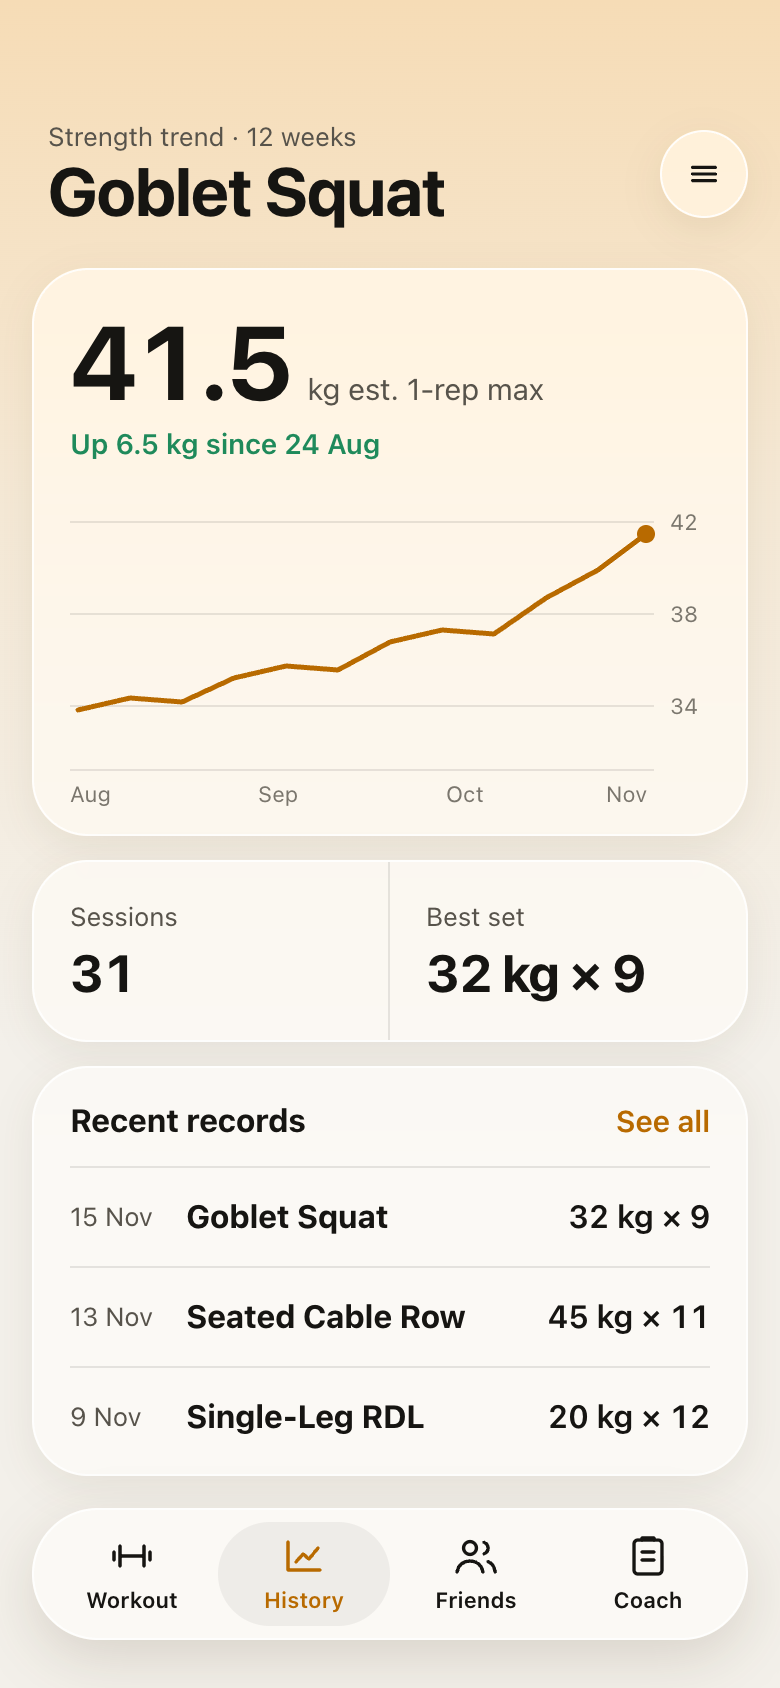 Strength trend · 12 weeks
Goblet Squat
41.5 kg est. 1-rep max
Up 6.5 kg since 24 Aug
42
38
34
Aug Sep Oct Nov
Sessions
31
Best set
32 kg × 9
Recent records See all
15 Nov Goblet Squat 32 kg × 9
13 Nov Seated Cable Row 45 kg × 11
9 Nov Single-Leg RDL 20 kg × 12
Workout History Friends Coach